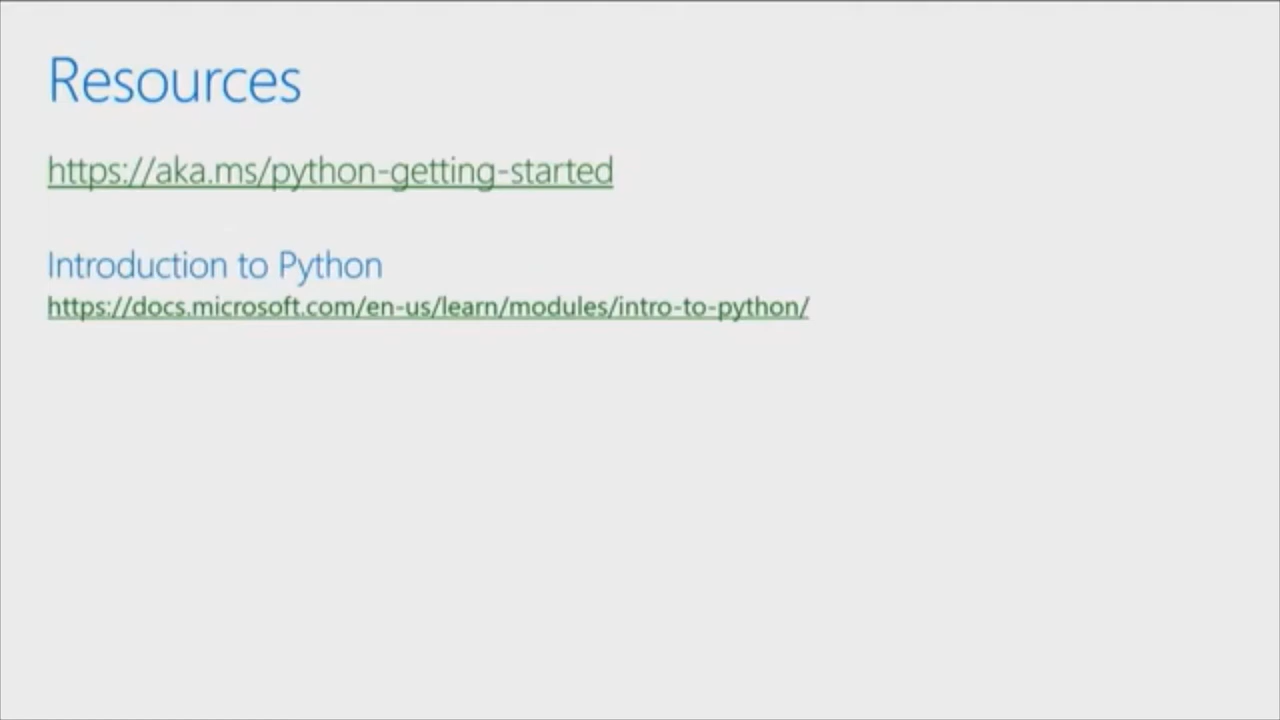 Resources
https://aka.ms/python-getting-started
Introduction to Python
https://docs.microsoft.com/en-us/learn/modules/intro-to-python/